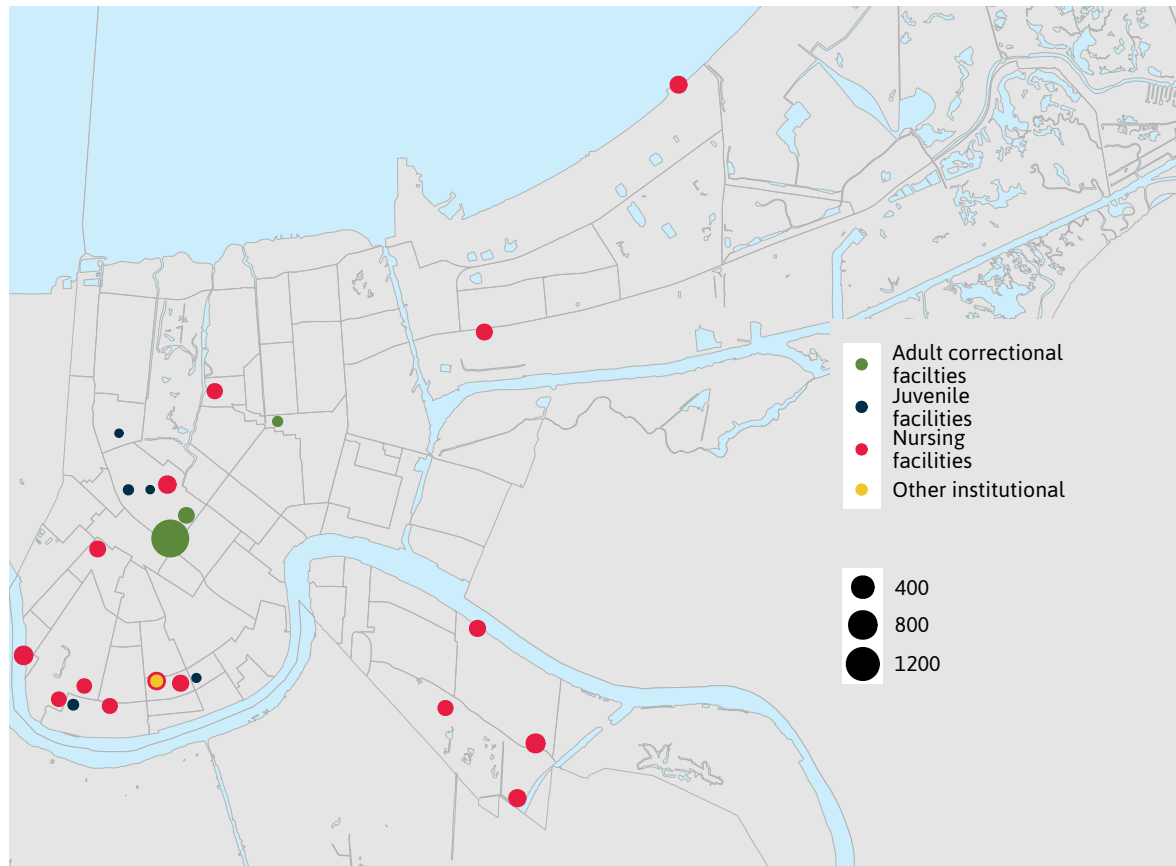 Adult correctional
facilties
Juvenile
facilities
Nursing
facilities
Other institutional
400
800
1200